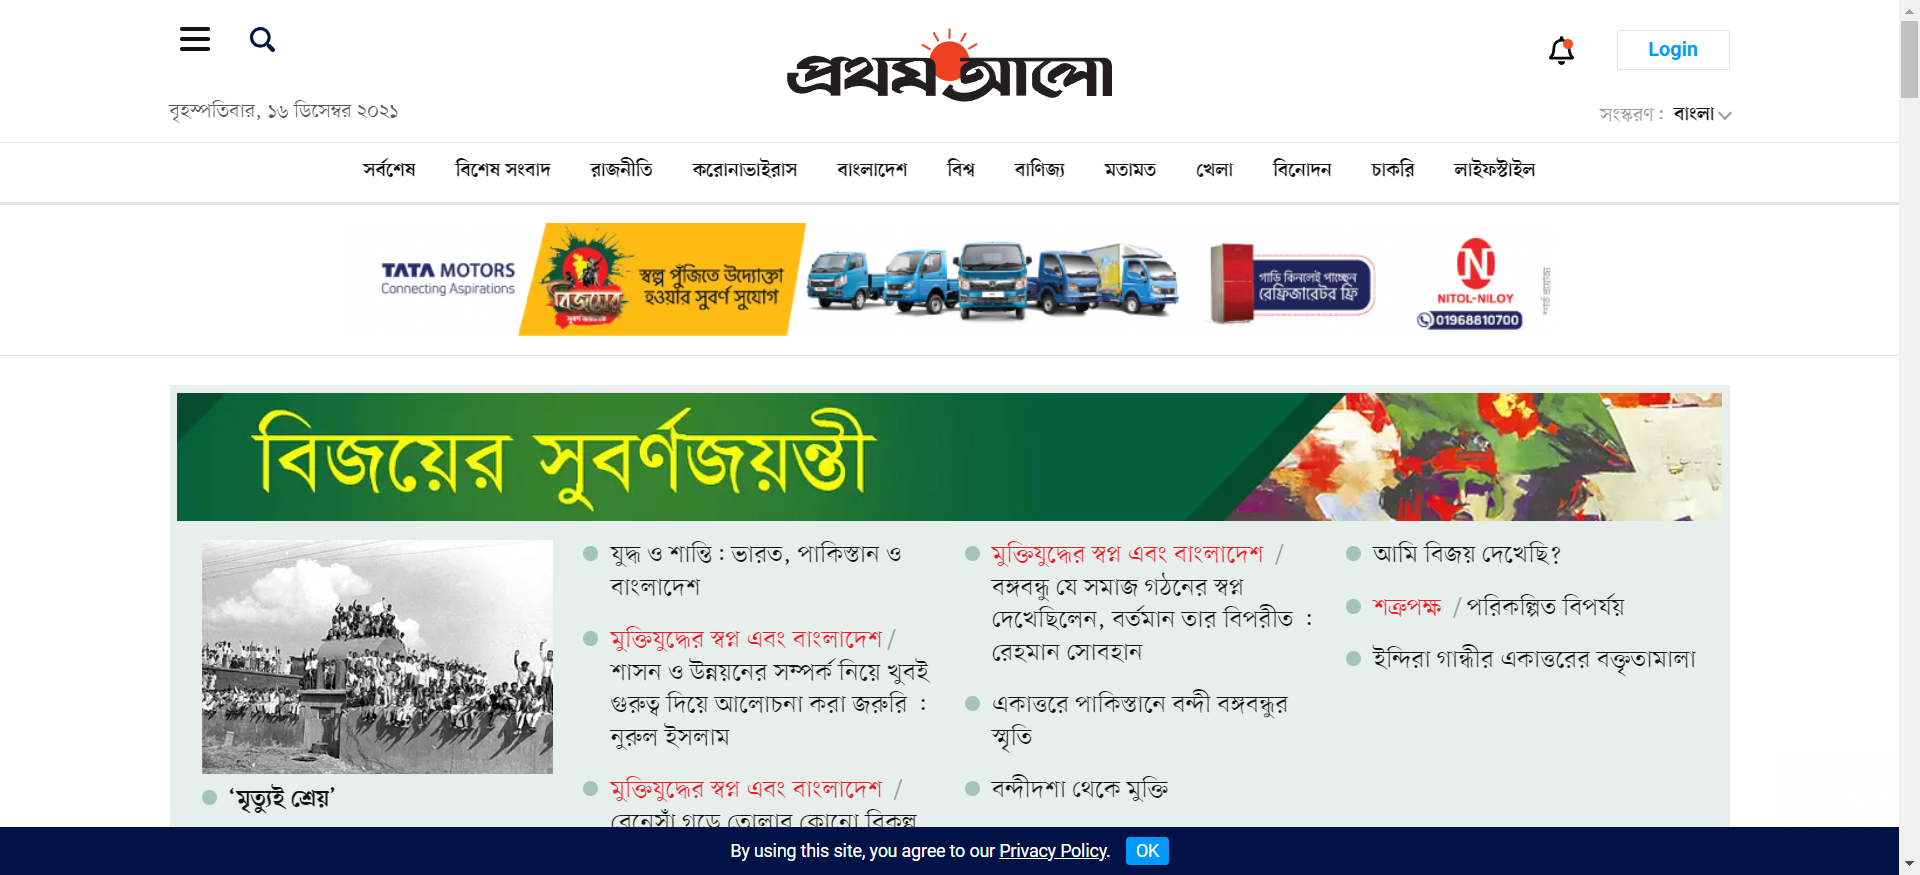 প্রথম আলো
Login
বৃহস্পতিবার, ১৬ ডিসেম্বর ২০২১
সংস্করণ : বাংলা
সর্বশেষ বিশেষ সংবাদ রাজনীতি করোনাভাইরাস বাংলাদেশ বিশ্ব বাণিজ্য মতামত খেলা বিনোদন চাকরি লাইফস্টাইল
TATA MOTORS
Connecting Aspirations
বিজয়ের
সুবর্ণ জয়ন্তী
স্বল্প পুঁজিতে উদ্যোক্তা
হওয়ার সুবর্ণ সুযোগ
গাড়ি কিনলেই পাচ্ছেন
রেফ্রিজারেটর ফ্রি
N
NITOL-NILOY
01968810700
বিজয়ের সুবর্ণজয়ন্তী
‘মৃত্যুই শ্রেয়’
যুদ্ধ ও শান্তি : ভারত, পাকিস্তান ও
বাংলাদেশ
মুক্তিযুদ্ধের স্বপ্ন এবং বাংলাদেশ /
শাসন ও উন্নয়নের সম্পর্ক নিয়ে খুবই
গুরুত্ব দিয়ে আলোচনা করা জরুরি :
নুরুল ইসলাম
মুক্তিযুদ্ধের স্বপ্ন এবং বাংলাদেশ /
রেনেসাঁ গড়ে তোলার কোনো বিকল্প
মুক্তিযুদ্ধের স্বপ্ন এবং বাংলাদেশ /
বঙ্গবন্ধু যে সমাজ গঠনের স্বপ্ন
দেখেছিলেন, বর্তমান তার বিপরীত :
রেহমান সোবহান
একাত্তরে পাকিস্তানে বন্দী বঙ্গবন্ধুর
স্মৃতি
বন্দীদশা থেকে মুক্তি
আমি বিজয় দেখেছি?
শত্রুপক্ষ / পরিকল্পিত বিপর্যয়
ইন্দিরা গান্ধীর একাত্তরের বক্তৃতামালা
By using this site, you agree to our Privacy Policy. OK